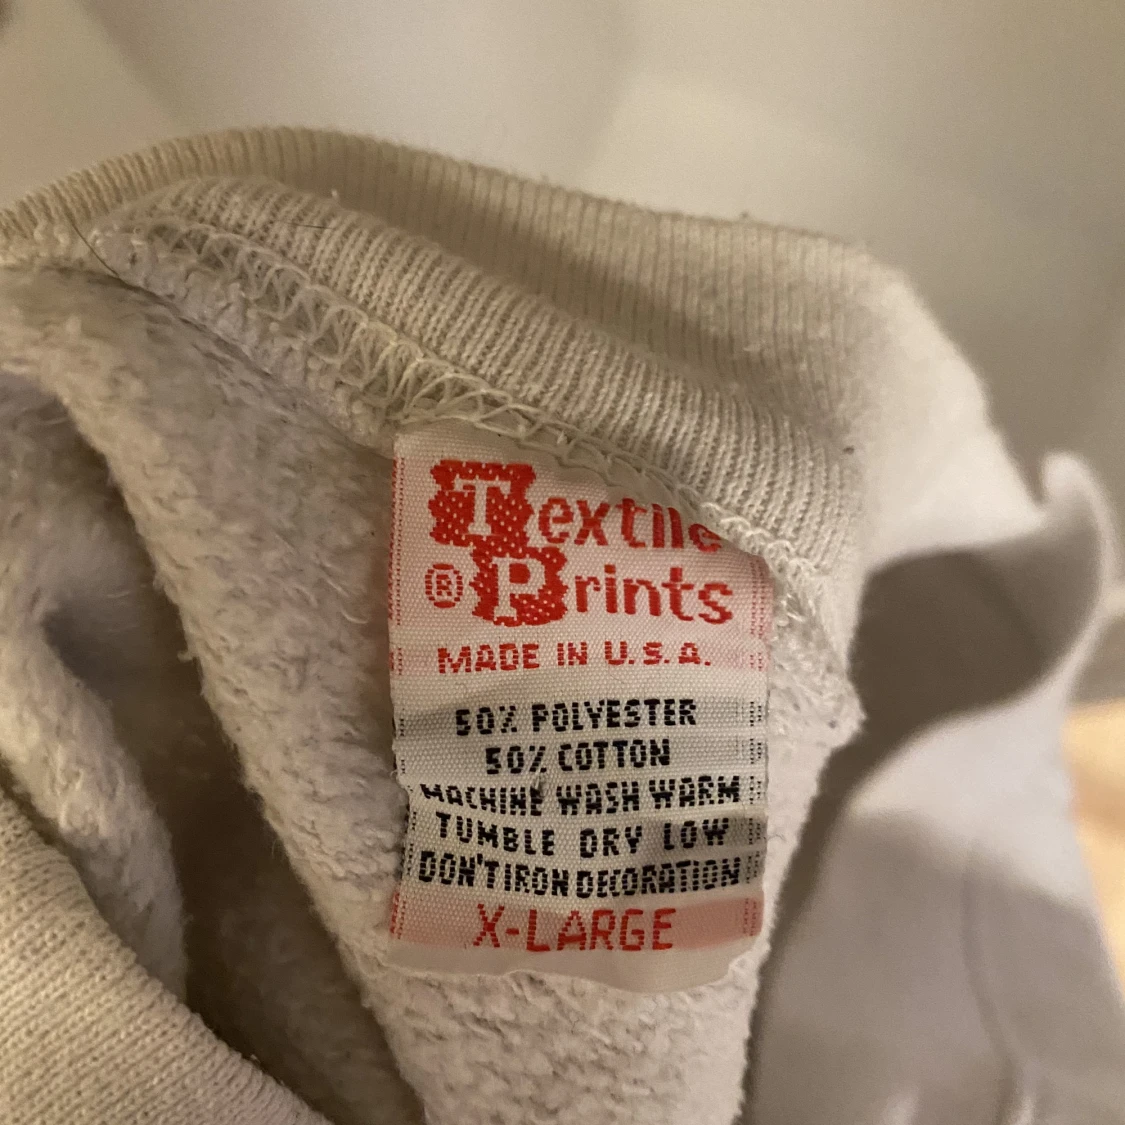 Textile
® Prints
MADE IN U.S.A.
50% POLYESTER
50% COTTON
MACHINE WASH WARM
TUMBLE DRY LOW
DON'T IRON DECORATION
X-LARGE